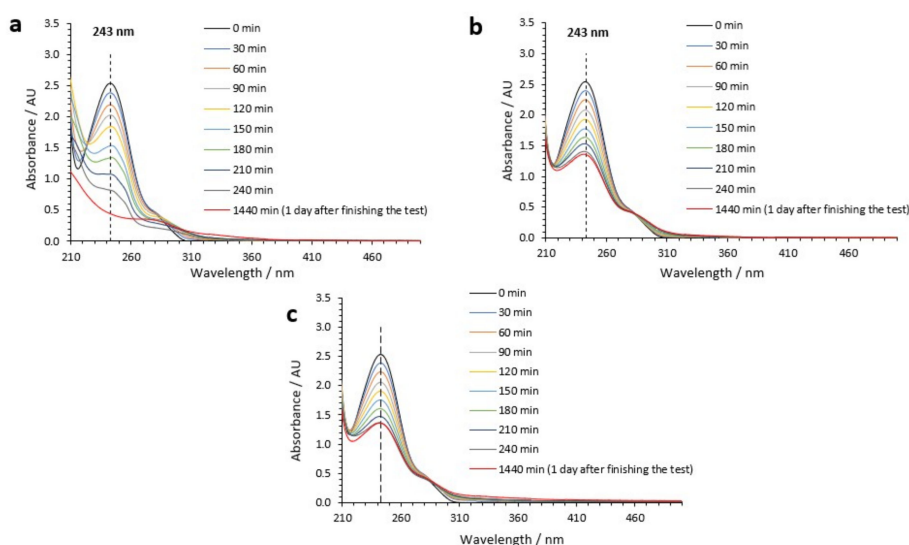 a
243 nm
3.5
3.0
2.5
2.0
1.5
1.0
0.5
0.0
Absorbance / AU
210
260
310
360
410
460
Wavelength / nm
0 min
30 min
60 min
90 min
120 min
150 min
180 min
210 min
240 min
1440 min (1 day after finishing the test)
b
243 nm
3.5
3.0
2.5
2.0
1.5
1.0
0.5
0.0
Absorbance / AU
210
260
310
360
410
460
Wavelength / nm
0 min
30 min
60 min
90 min
120 min
150 min
180 min
210 min
240 min
1440 min (1 day after finishing the test)
c
3.5
3.0
2.5
2.0
1.5
1.0
0.5
0.0
Absorbance / AU
210
260
310
360
410
460
Wavelength / nm
0 min
30 min
60 min
90 min
120 min
150 min
180 min
210 min
240 min
1440 min (1 day after finishing the test)